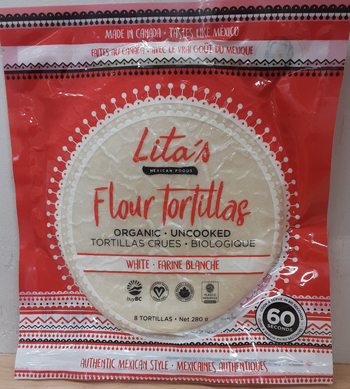 MADE IN CANADA • TASTES LIKE MEXICO
FAITES AU CANADA • AVEC LE VRAI GOÛT DU MEXIQUE
Lita's
MEXICAN FOODS
Flour Tortillas
ORGANIC • UNCOOKED
TORTILLAS CRUES • BIOLOGIQUE
WHITE • FARINE BLANCHE
BuyBC
8 TORTILLAS • Net 280 g
60
SECONDS
AUTHENTIC MEXICAN STYLE • MEXICAINES AUTHENTIQUES